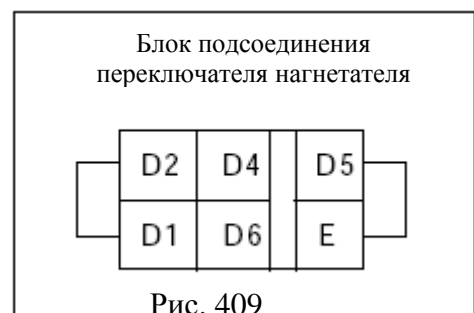 Блок подсоединения
переключателя нагнетателя
D2 D4 D5
D1 D6 E
Рис. 409